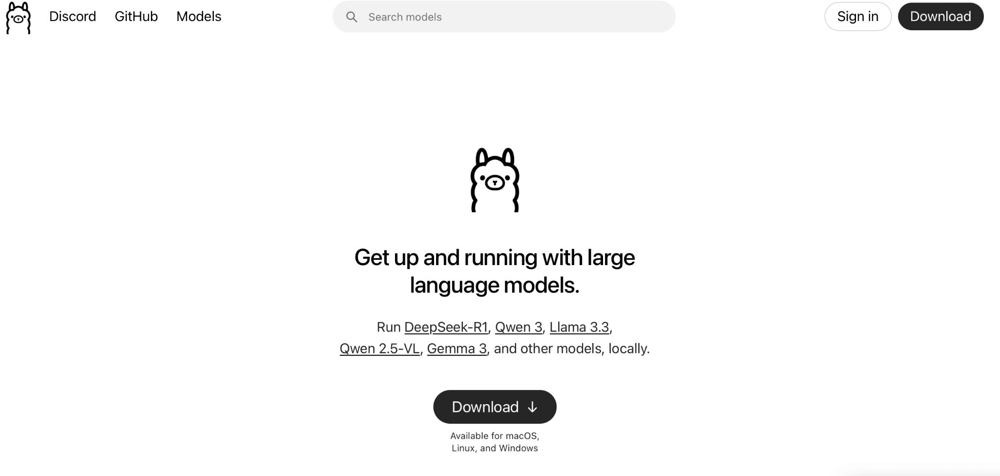 Discord GitHub Models Search models Sign in Download
Get up and running with large
language models.
Run DeepSeek-R1, Qwen 3, Llama 3.3,
Qwen 2.5-VL, Gemma 3, and other models, locally.
Download ↓
Available for macOS,
Linux, and Windows